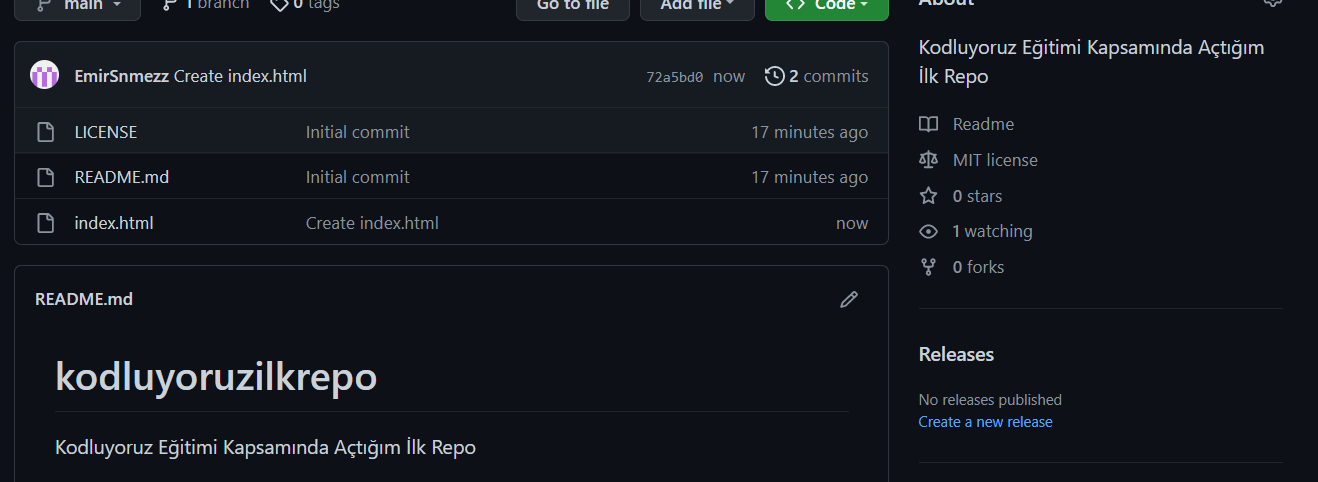 main 1 branch 0 tags Go to file Add file Code
EmirSnmezz Create index.html 72a5bd0 now 2 commits
LICENSE Initial commit 17 minutes ago
README.md Initial commit 17 minutes ago
index.html Create index.html now
README.md
kodluyoruzilkrepo
Kodluyoruz Eğitimi Kapsamında Açtığım İlk Repo
About
Kodluyoruz Eğitimi Kapsamında Açtığım
İlk Repo
Readme
MIT license
0 stars
1 watching
0 forks
Releases
No releases published
Create a new release